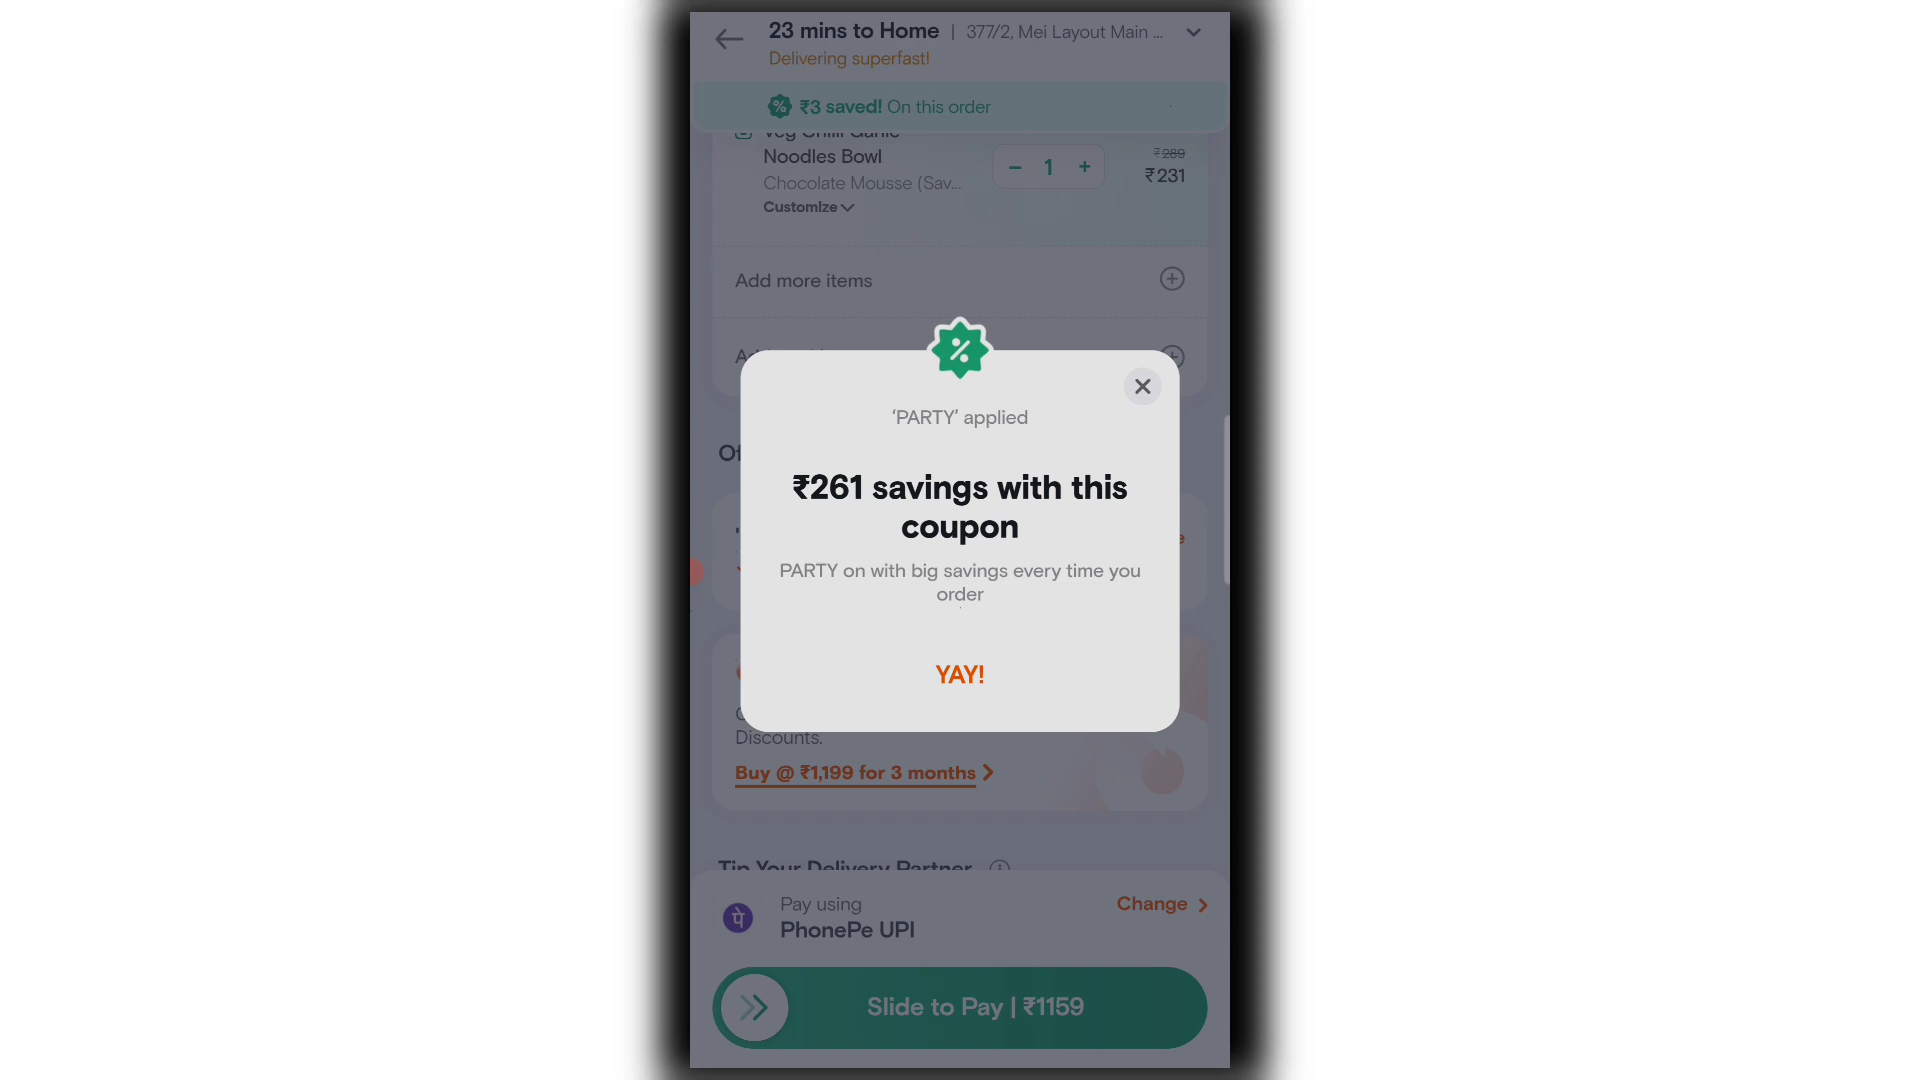 23 mins to Home | 377/2, Mei Layout Main ...
Delivering superfast!
₹3 saved! On this order
Veg Chilli Garlic
Noodles Bowl
− 1 +
₹289
₹231
Chocolate Mousse (Sav...
Customize
Add more items
'PARTY' applied
₹261 savings with this
coupon
PARTY on with big savings every time you
order
YAY!
Discounts.
Buy @ ₹1,199 for 3 months
Tip Your Delivery Partner
पे
Pay using
PhonePe UPI
Change
Slide to Pay | ₹1159